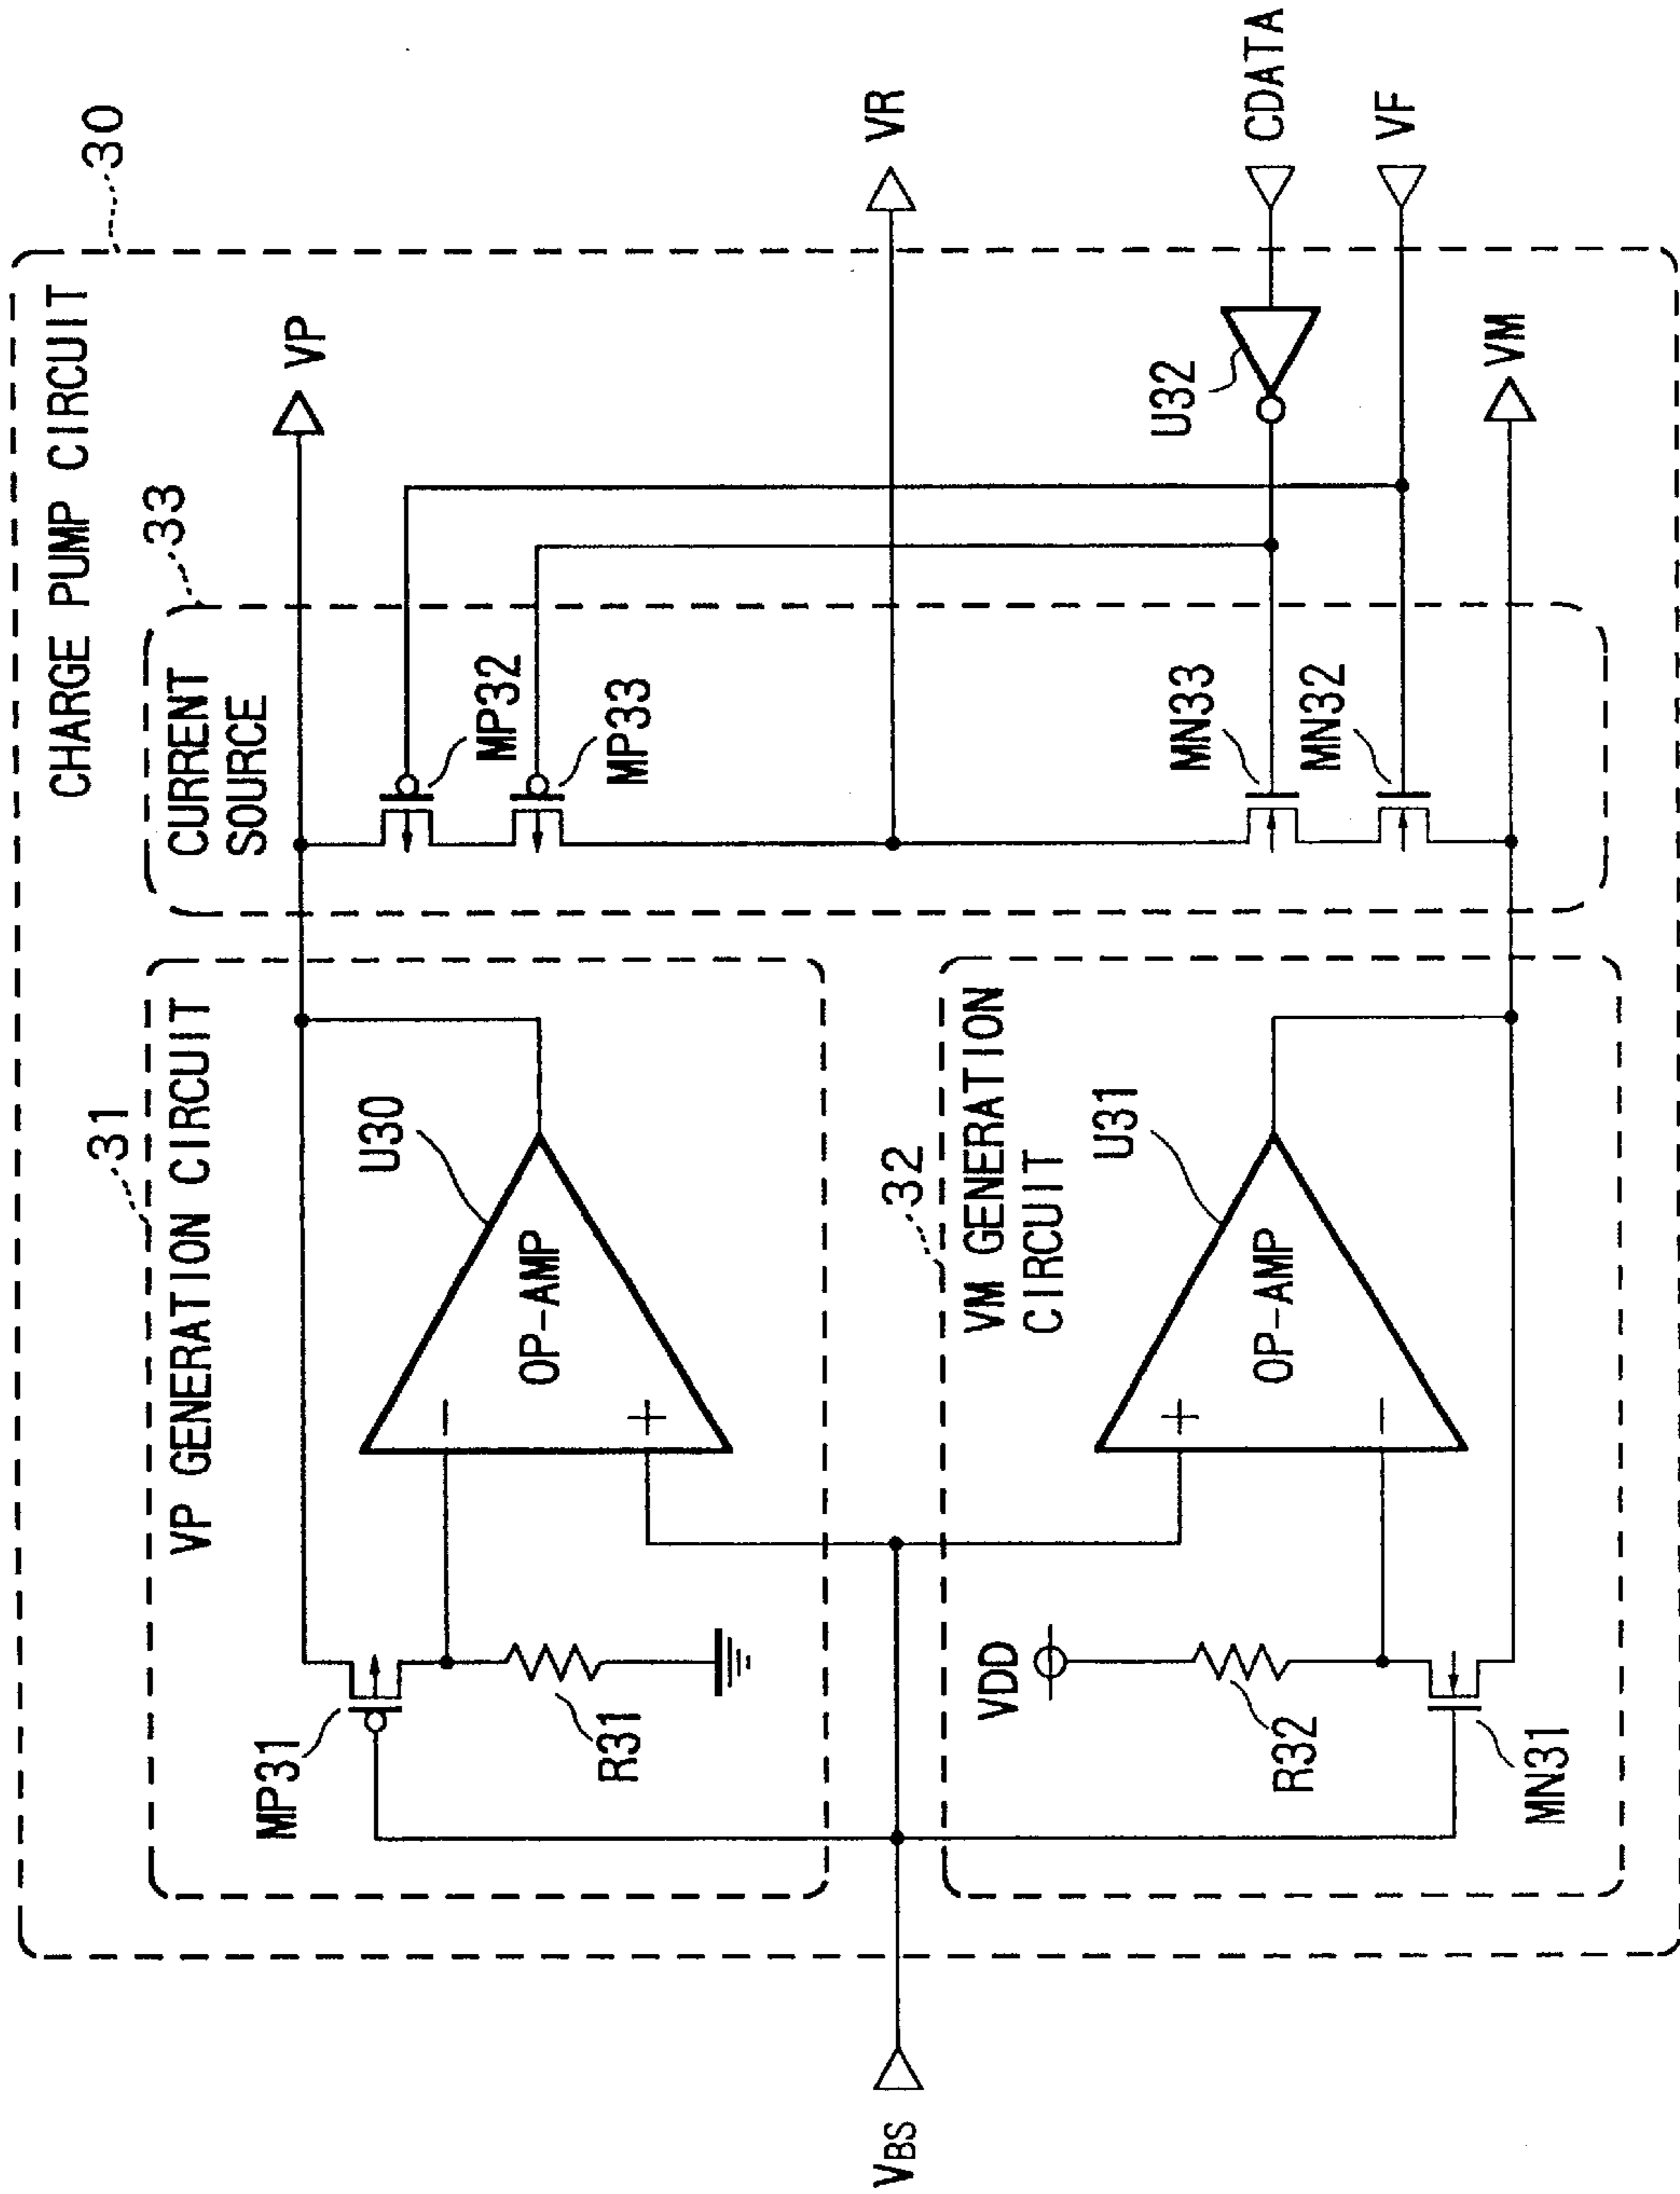 30
CHARGE PUMP CIRCUIT
31
VP GENERATION CIRCUIT
MP31
R31
U30
−
+
OP-AMP
33
CURRENT
SOURCE
MP32
MP33
MN33
MN32
VP
VR
U32
CDATA
VF
VM
VBS
32
VM GENERATION
CIRCUIT
VDD
R32
MN31
U31
+
−
OP-AMP